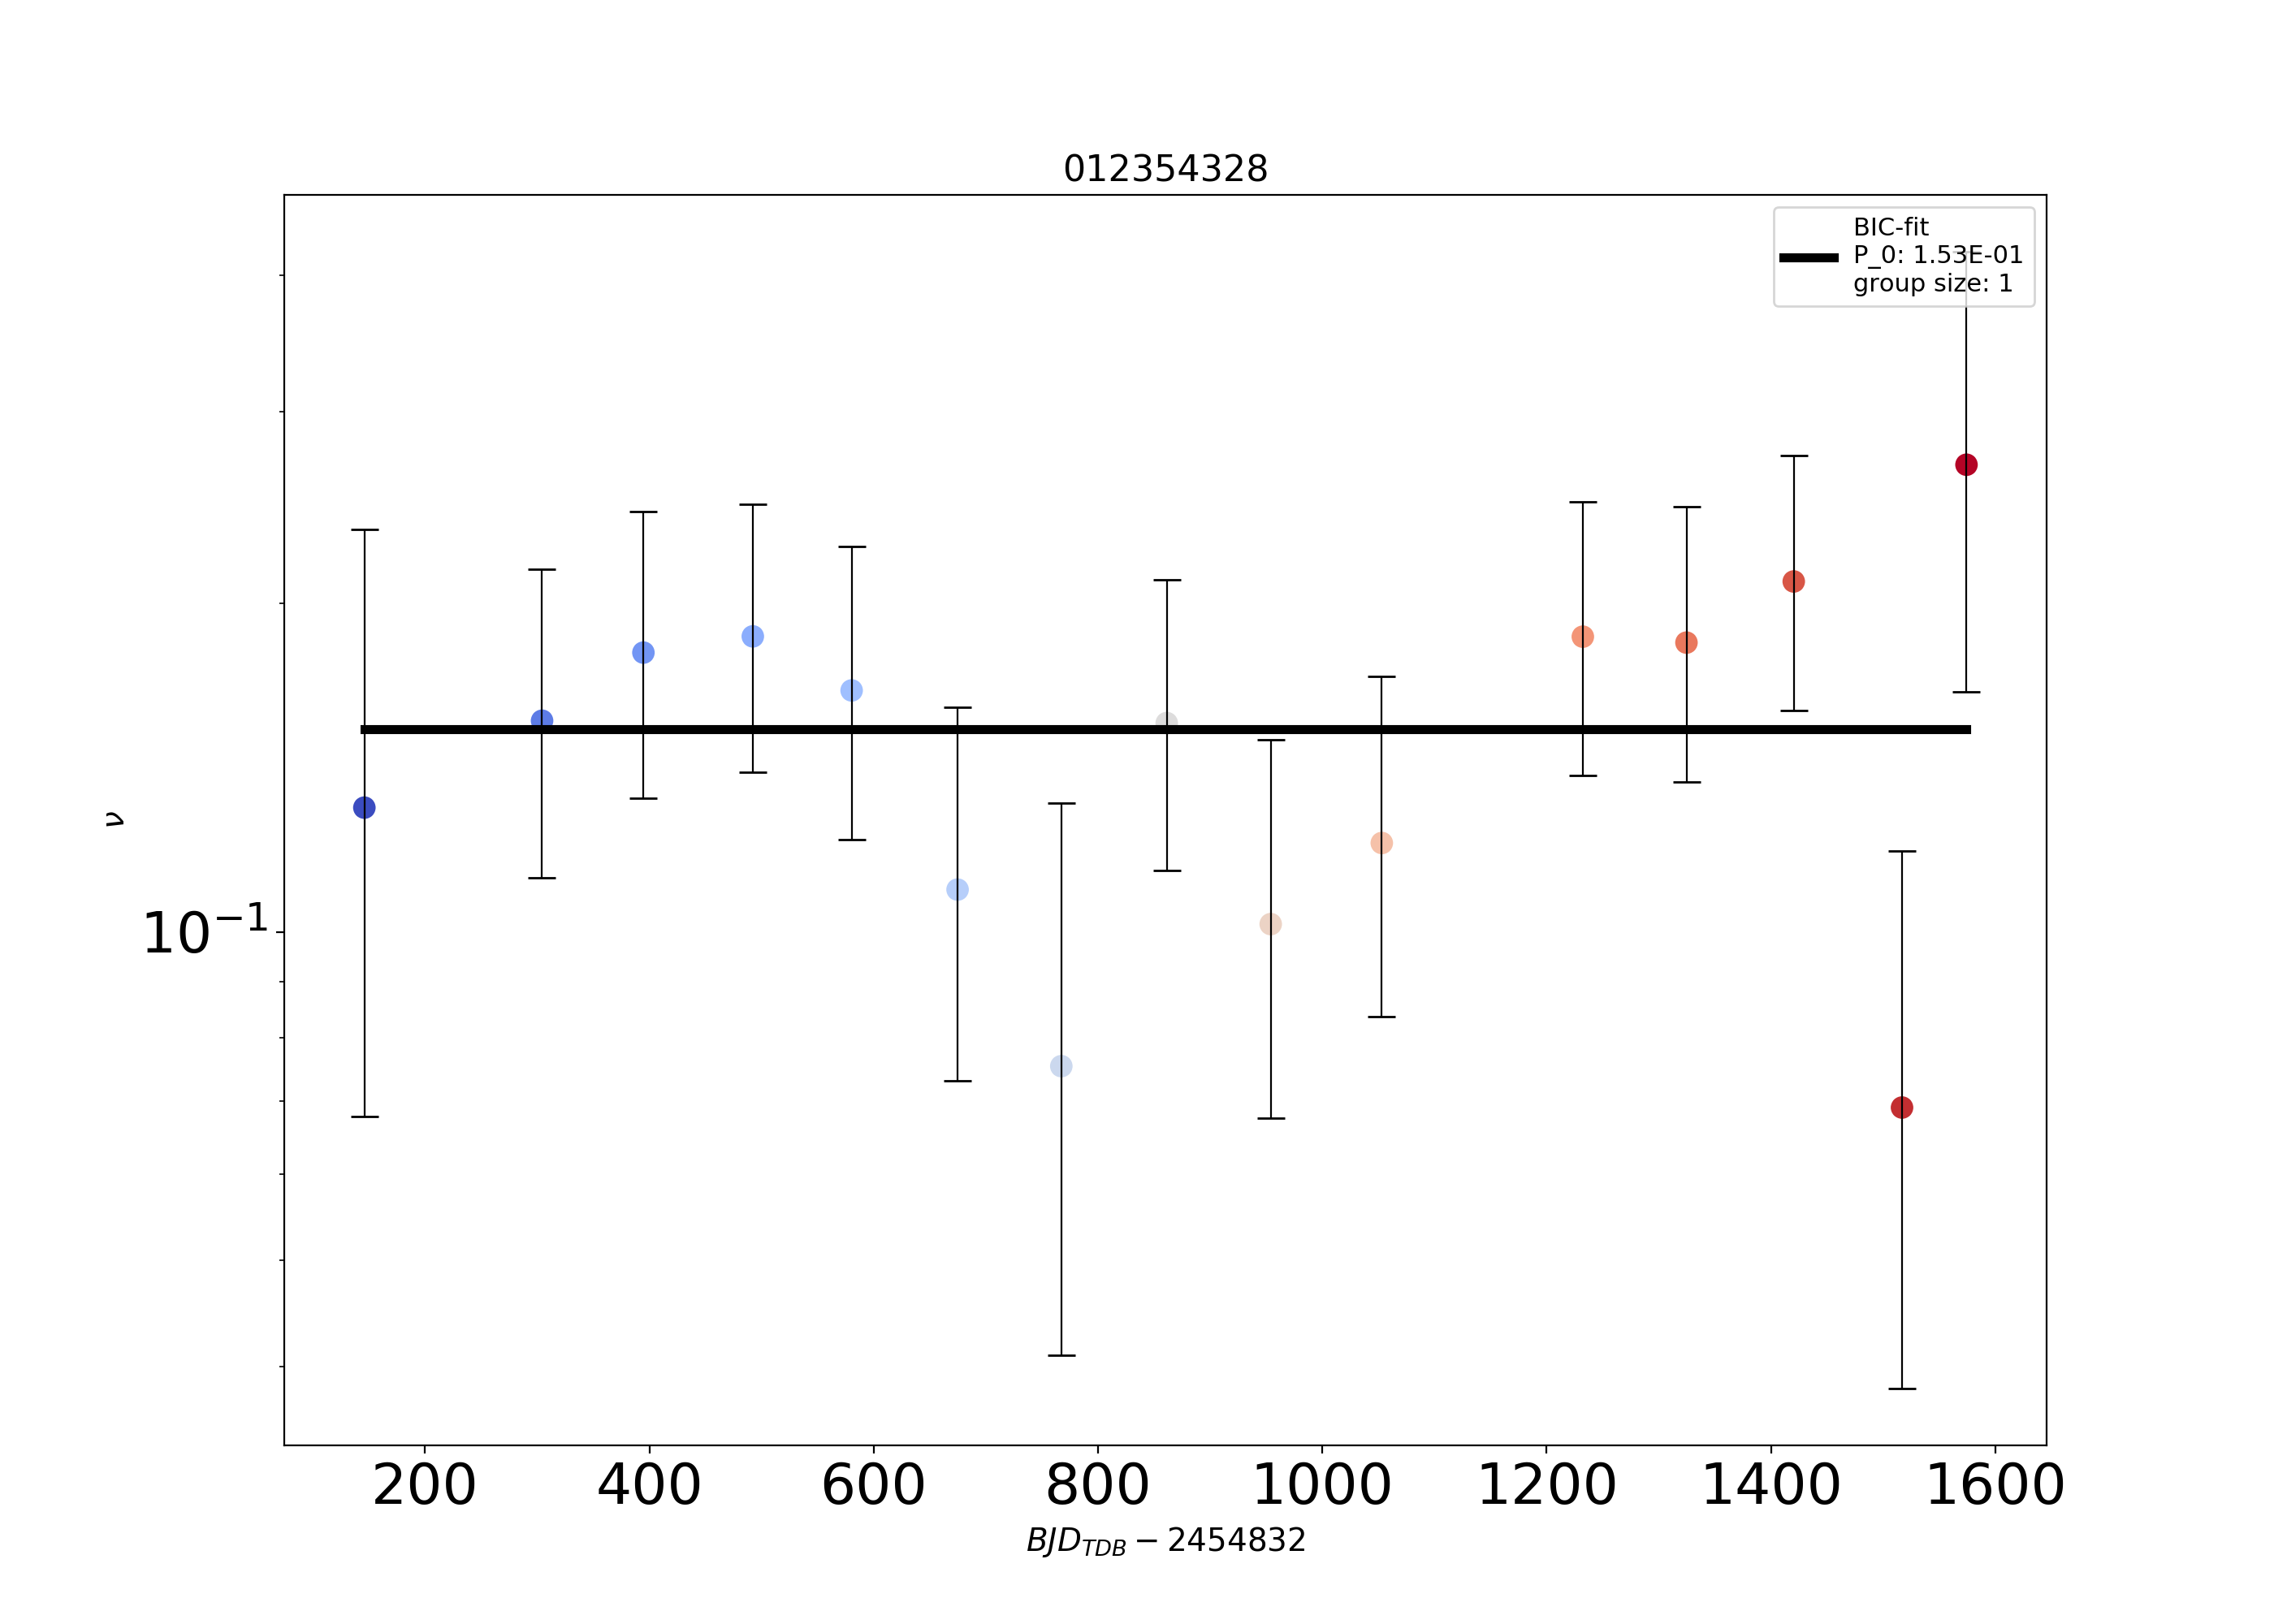 012354328
BIC-fit
P_0: 1.53E-01
group size: 1
ν
10⁻¹
200 400 600 800 1000 1200 1400 1600
BJD_TDB − 2454832